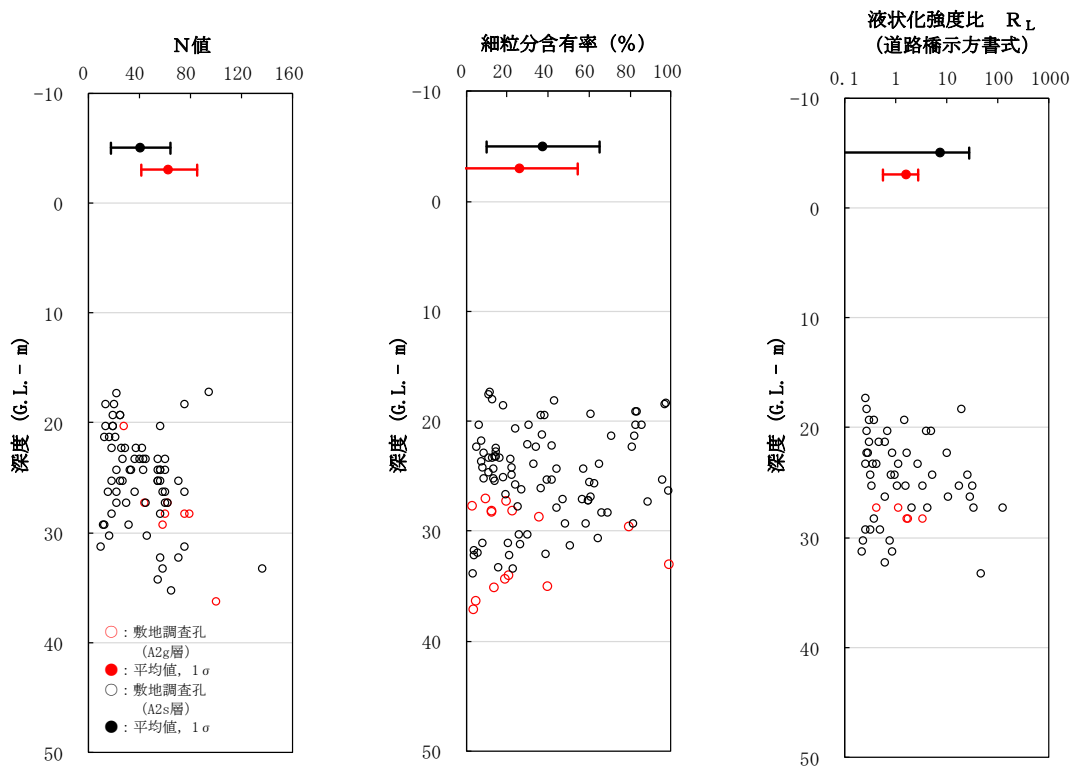 N値
0 40 80 120 160
-10
0
10
20
30
40
50
深度 (G.L. - m)
○：敷地調査孔
(A2g層)
●：平均値, 1σ
○：敷地調査孔
(A2s層)
●：平均値, 1σ
細粒分含有率 (%)
0 20 40 60 80 100
-10
0
10
20
30
40
50
深度 (G.L. - m)
液状化強度比 RL
(道路橋示方書式)
0.1 1 10 100 1000
-10
0
10
20
30
40
50
深度 (G.L. - m)